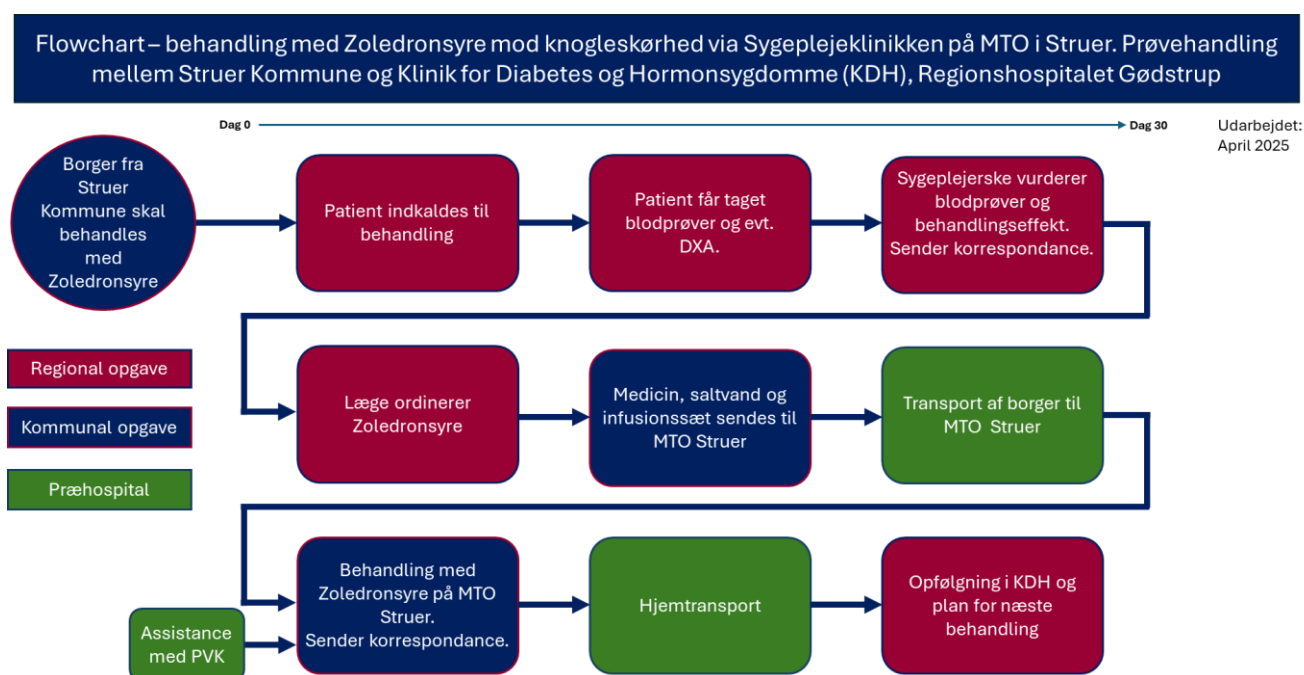 Flowchart – behandling med Zoledronsyre mod knogleskørhed via Sygeplejeklinikken på MTO i Struer. Prøvehandling
mellem Struer Kommune og Klinik for Diabetes og Hormonsygdomme (KDH), Regionshospitalet Gødstrup
Dag 0
Dag 30
Udarbejdet:
April 2025
Borger fra
Struer
Kommune skal
behandles
med
Zoledronsyre
Patient indkaldes til
behandling
Patient får taget
blodprøver og evt.
DXA.
Sygeplejerske vurderer
blodprøver og
behandlingseffekt.
Sender korrespondance.
Regional opgave
Kommunal opgave
Præhospital
Læge ordinerer
Zoledronsyre
Medicin, saltvand og
infusionssæt sendes til
MTO Struer
Transport af borger til
MTO Struer
Assistance
med PVK
Behandling med
Zoledronsyre på MTO
Struer.
Sender korrespondance.
Hjemtransport
Opfølgning i KDH og
plan for næste
behandling